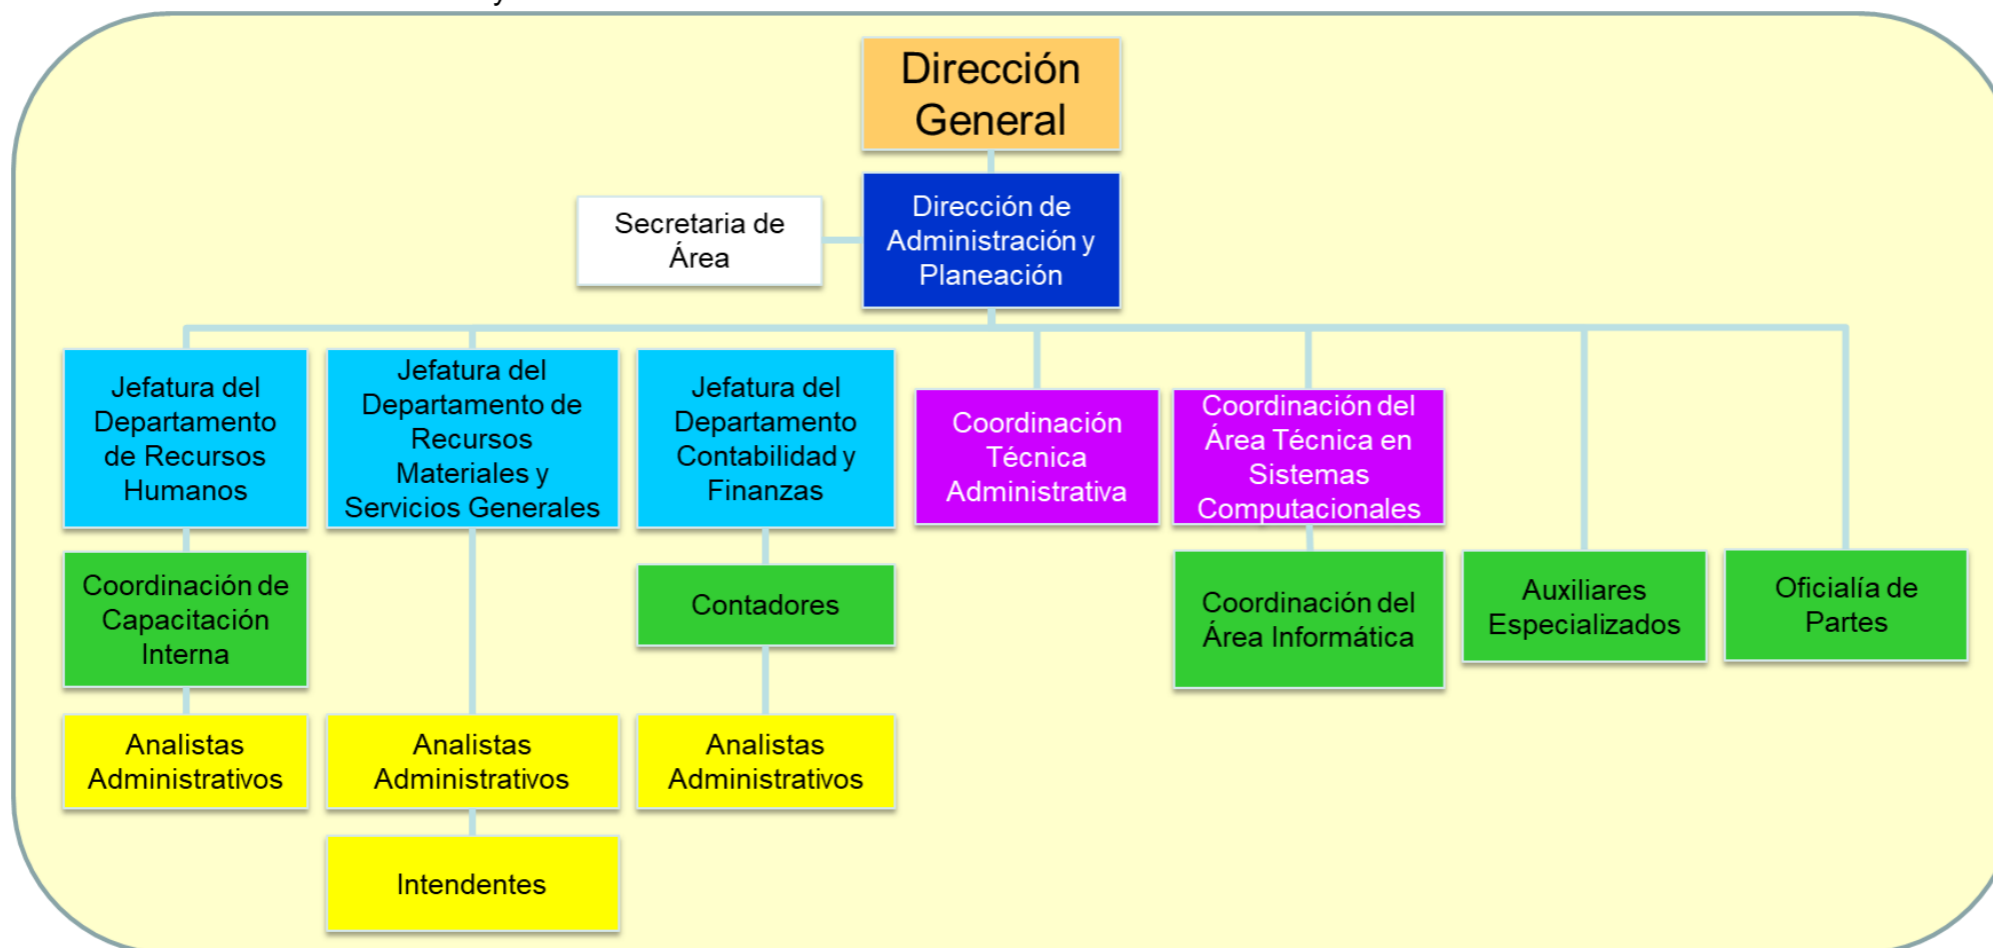 y
Dirección
General
Secretaria de
Área
Dirección de
Administración y
Planeación
Jefatura del
Departamento
de Recursos
Humanos
Jefatura del
Departamento de
Recursos
Materiales y
Servicios Generales
Jefatura del
Departamento
Contabilidad y
Finanzas
Coordinación
Técnica
Administrativa
Coordinación del
Área Técnica en
Sistemas
Computacionales
Coordinación de
Capacitación
Interna
Contadores
Coordinación del
Área Informática
Auxiliares
Especializados
Oficialía de
Partes
Analistas
Administrativos
Analistas
Administrativos
Analistas
Administrativos
Intendentes